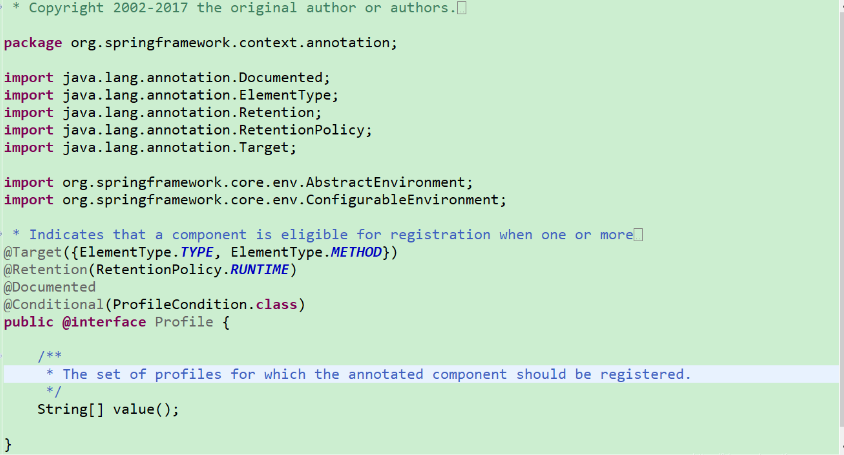 * Copyright 2002-2017 the original author or authors.
package org.springframework.context.annotation;
import java.lang.annotation.Documented;
import java.lang.annotation.ElementType;
import java.lang.annotation.Retention;
import java.lang.annotation.RetentionPolicy;
import java.lang.annotation.Target;
import org.springframework.core.env.AbstractEnvironment;
import org.springframework.core.env.ConfigurableEnvironment;
* Indicates that a component is eligible for registration when one or more
@Target({ElementType.TYPE, ElementType.METHOD})
@Retention(RetentionPolicy.RUNTIME)
@Documented
@Conditional(ProfileCondition.class)
public @interface Profile {
/**
* The set of profiles for which the annotated component should be registered.
*/
String[] value();
}